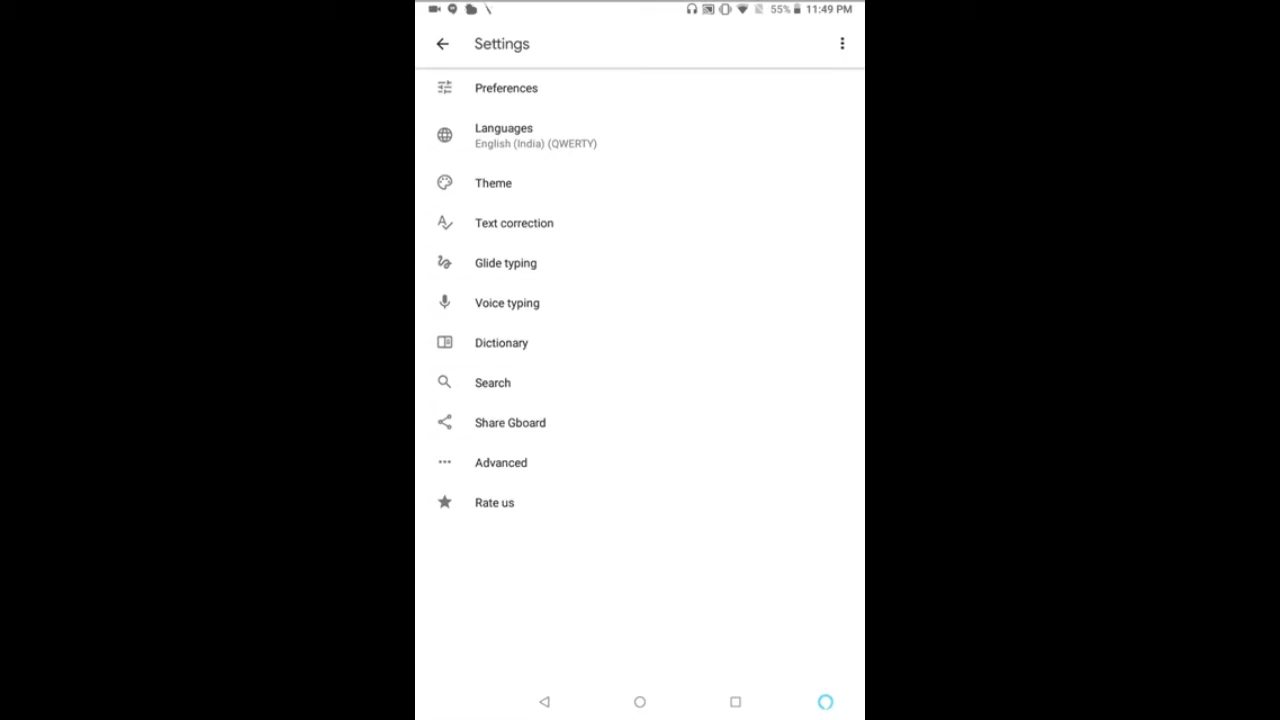 55% 11:49 PM
Settings
Preferences
Languages
English (India) (QWERTY)
Theme
Text correction
Glide typing
Voice typing
Dictionary
Search
Share Gboard
Advanced
Rate us